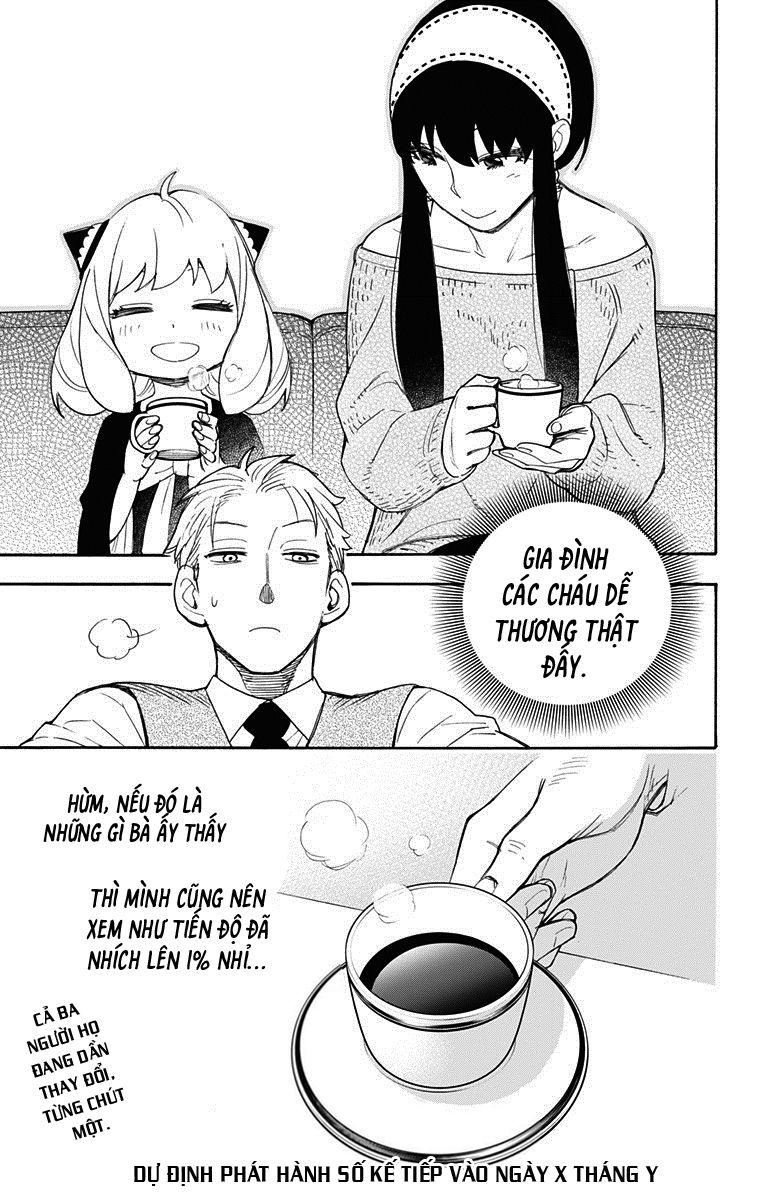 GIA ĐÌNH
CÁC CHÁU DỄ
THƯƠNG THẬT
ĐẤY.
HỪM, NẾU ĐÓ LÀ
NHỮNG GÌ BÀ ẤY THẤY
THÌ MÌNH CŨNG NÊN
XEM NHƯ TIẾN ĐỘ ĐÃ
NHÍCH LÊN 1% NHỈ...
CẢ BA
NGƯỜI HỌ
ĐANG DẦN
THAY ĐỔI,
TỪNG CHÚT
MỘT.
DỰ ĐỊNH PHÁT HÀNH SỐ KẾ TIẾP VÀO NGÀY X THÁNG Y